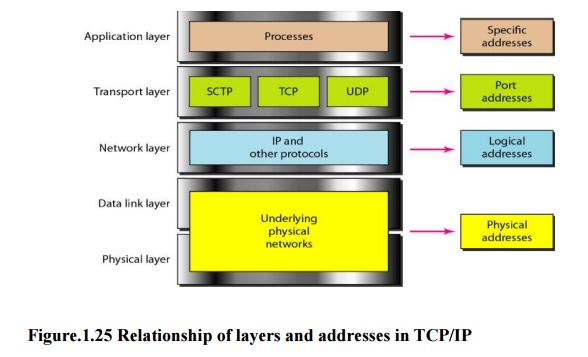 Application layer
Processes
Specific
addresses
Transport layer
SCTP
TCP
UDP
Port
addresses
Network layer
IP and
other protocols
Logical
addresses
Data link layer
Underlying
physical
networks
Physical
addresses
Physical layer
Figure.1.25 Relationship of layers and addresses in TCP/IP